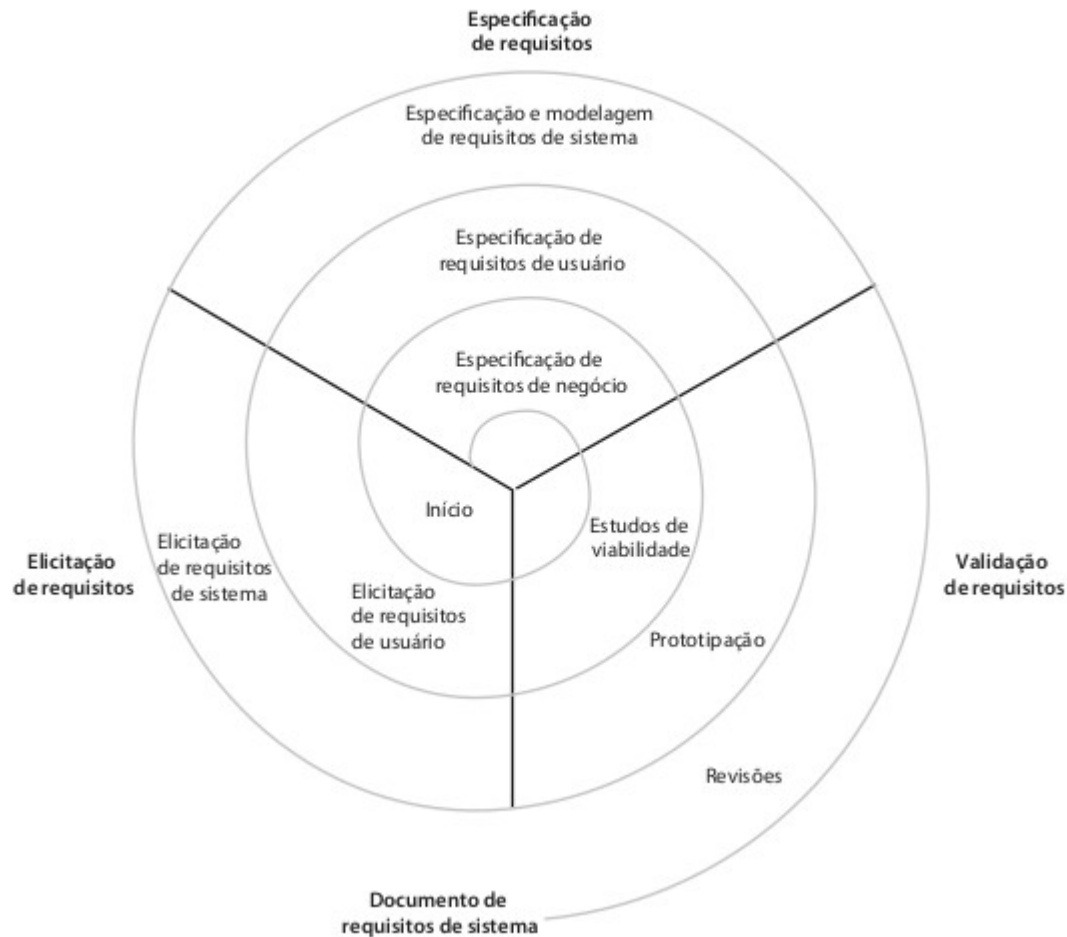 Especificação
de requisitos
Especificação e modelagem
de requisitos de sistema
Especificação de
requisitos de usuário
Especificação de
requisitos de negócio
Início
Estudos de
viabilidade
Elicitação
de requisitos
de sistema
Elicitação
de requisitos
Validação
de requisitos
Elicitação
de requisitos
de usuário
Prototipação
Revisões
Documento de
requisitos de sistema